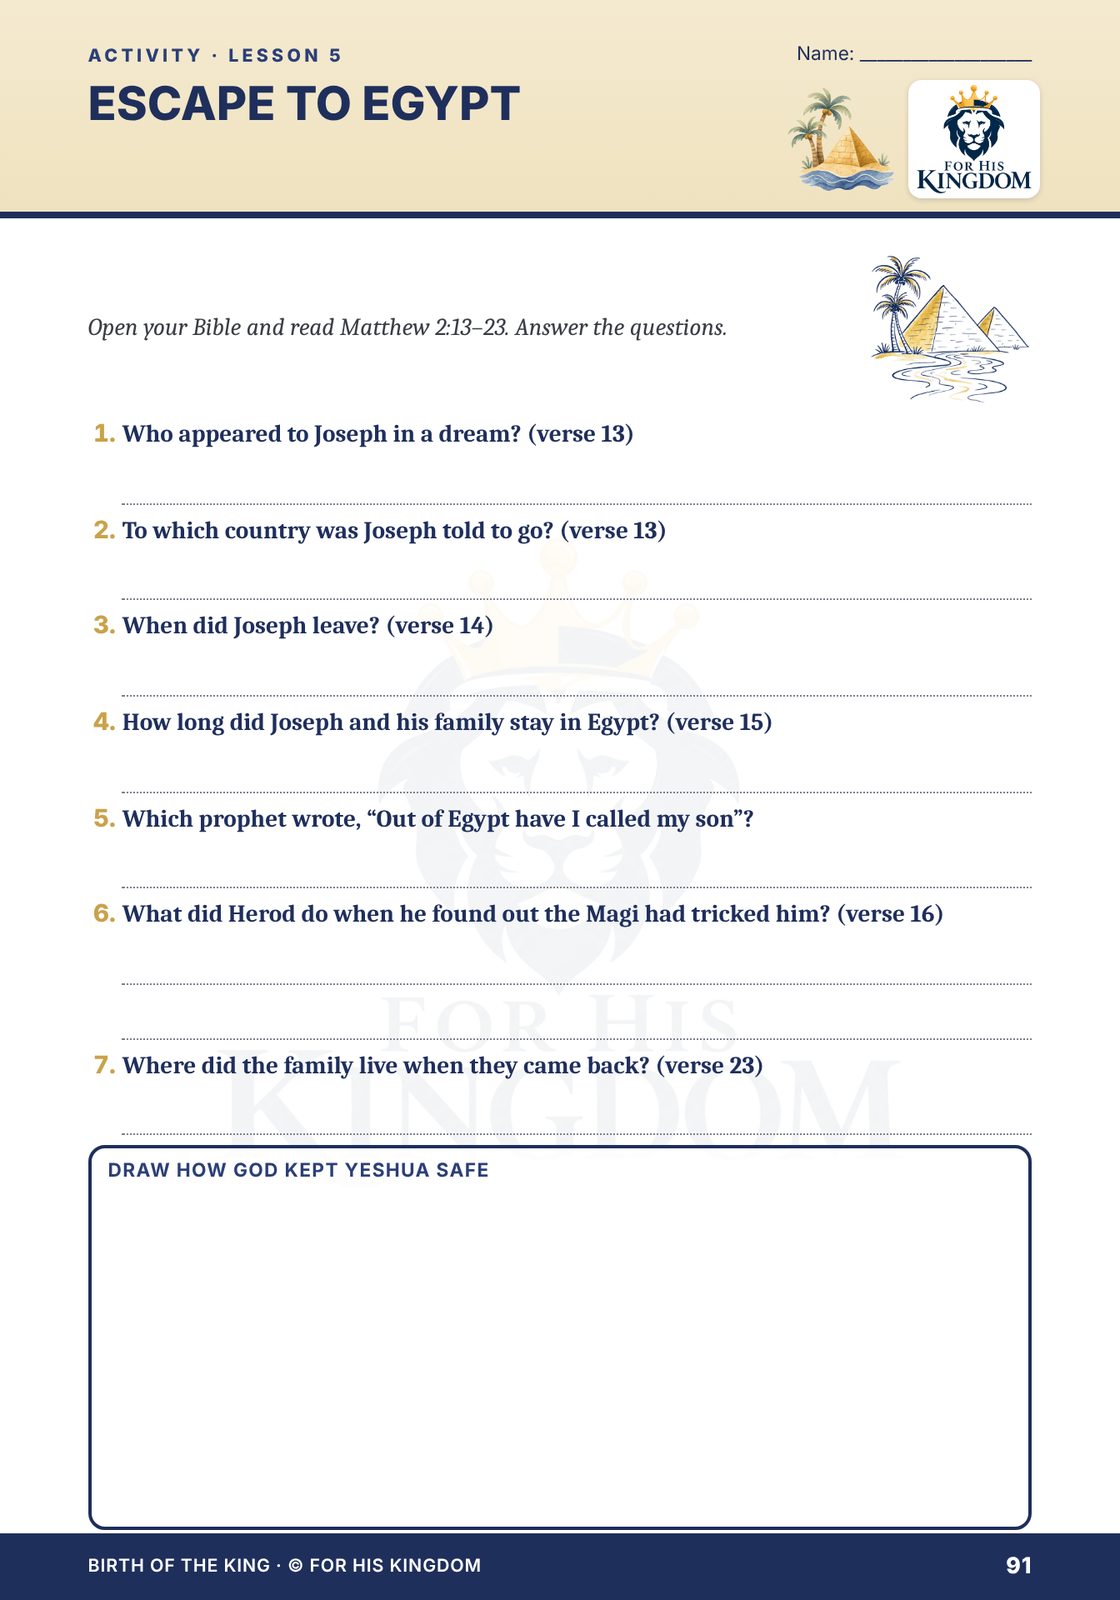 ACTIVITY · LESSON 5
Name: ____________________
ESCAPE TO EGYPT
FOR HIS
KINGDOM
Open your Bible and read Matthew 2:13–23. Answer the questions.
1. Who appeared to Joseph in a dream? (verse 13)
2. To which country was Joseph told to go? (verse 13)
3. When did Joseph leave? (verse 14)
4. How long did Joseph and his family stay in Egypt? (verse 15)
5. Which prophet wrote, “Out of Egypt have I called my son”?
6. What did Herod do when he found out the Magi had tricked him? (verse 16)
FOR HIS
KINGDOM
7. Where did the family live when they came back? (verse 23)
DRAW HOW GOD KEPT YESHUA SAFE
BIRTH OF THE KING · © FOR HIS KINGDOM
91